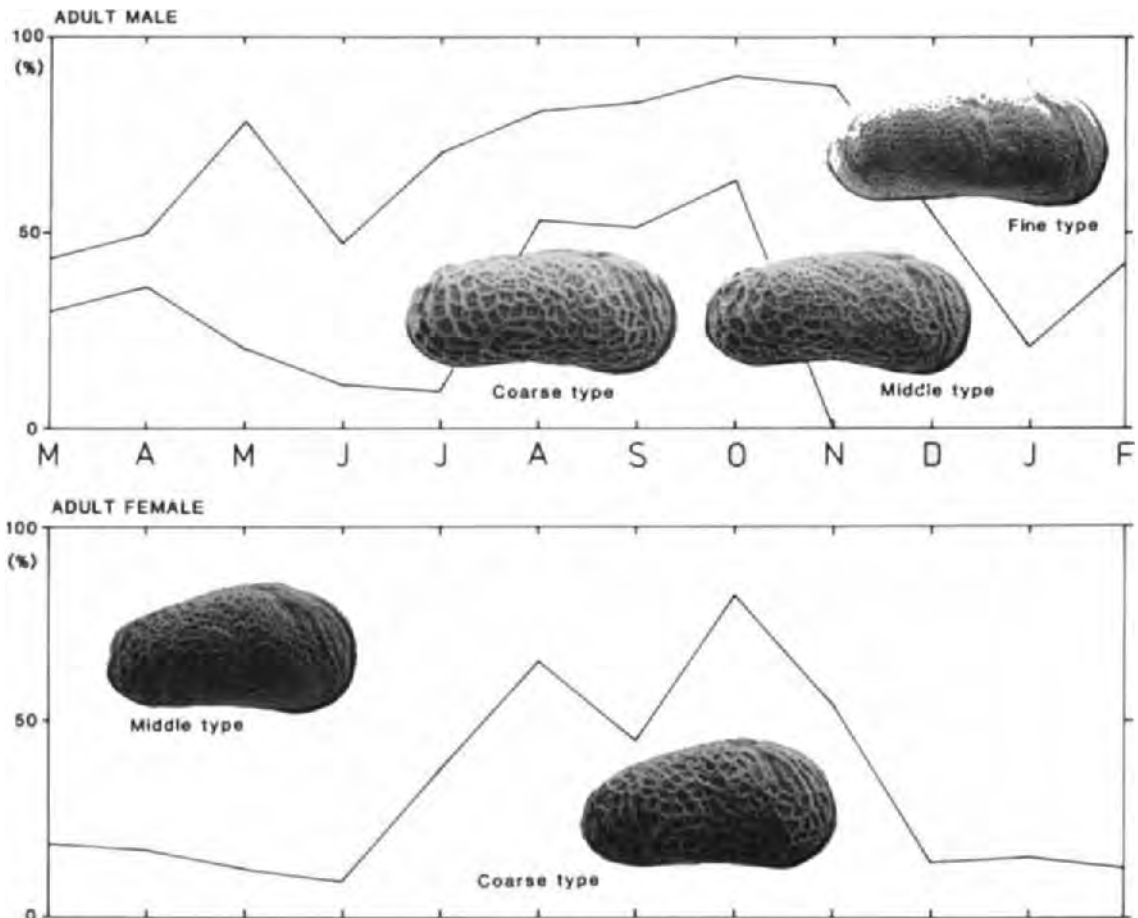 ADULT MALE
100
(%)
Fine type
50
Coarse type
Middle type
0
M A M J J A S O N D J F
ADULT FEMALE
100
(%)
Middle type
50
Coarse type
0